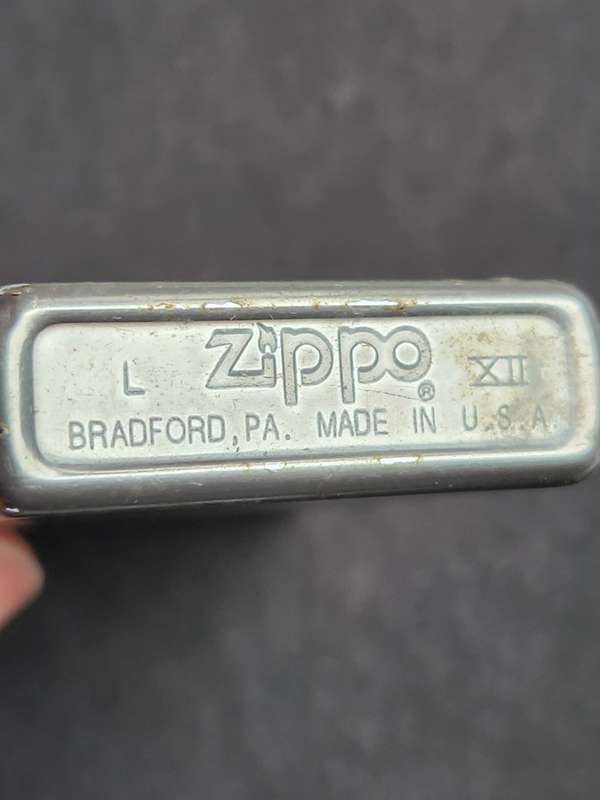 L Zippo® XII
BRADFORD, PA. MADE IN U.S.A.